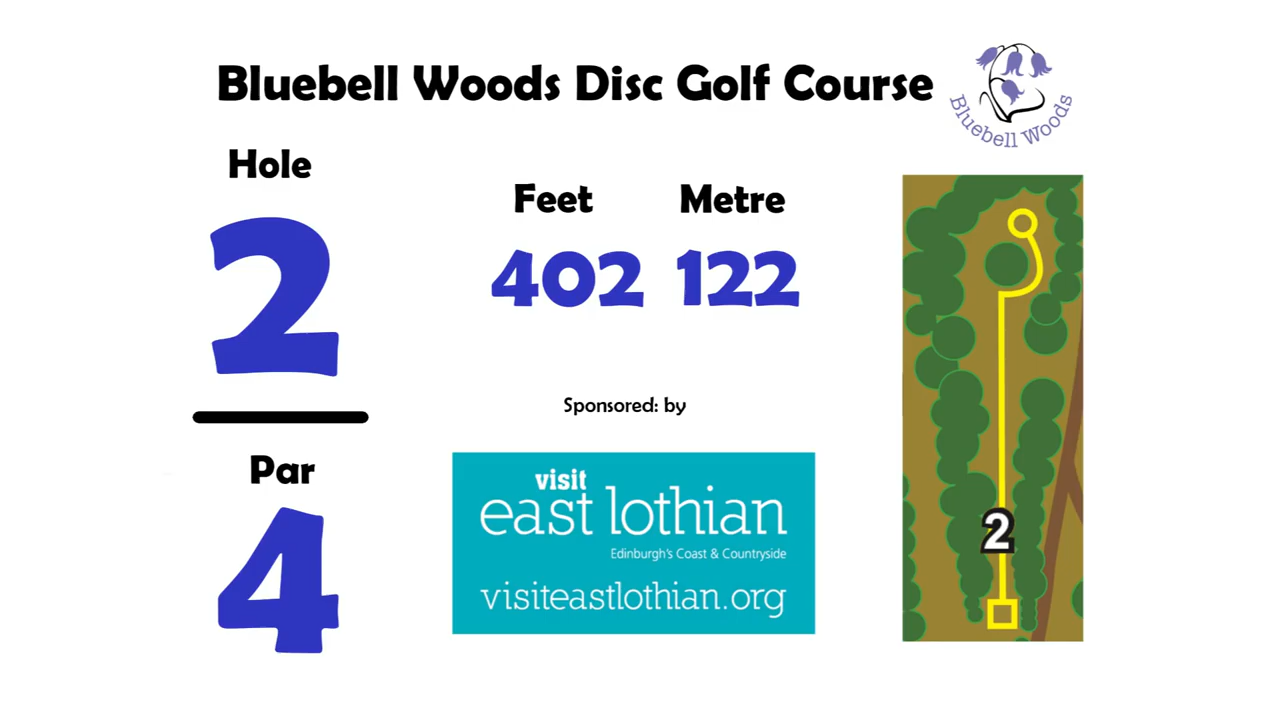 Bluebell Woods Disc Golf Course
Bluebell Woods
Hole
2
Par
4
Feet Metre
402 122
Sponsored: by
visit
east lothian
Edinburgh's Coast & Countryside
visiteastlothian.org
2